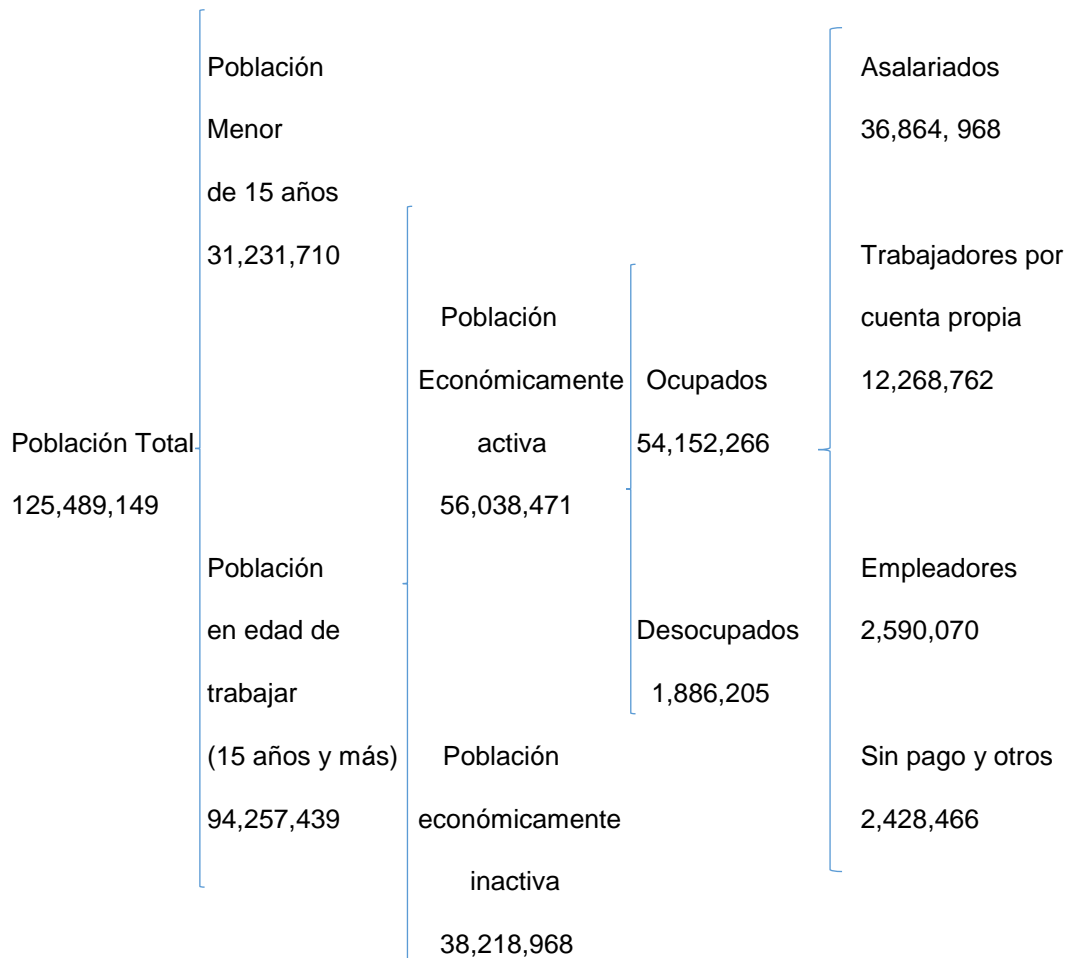 Población Total
125,489,149
Población
Menor
de 15 años
31,231,710
Población
en edad de
trabajar
(15 años y más)
94,257,439
Población
Económicamente
activa
56,038,471
Población
económicamente
inactiva
38,218,968
Ocupados
54,152,266
Desocupados
1,886,205
Asalariados
36,864, 968
Trabajadores por
cuenta propia
12,268,762
Empleadores
2,590,070
Sin pago y otros
2,428,466